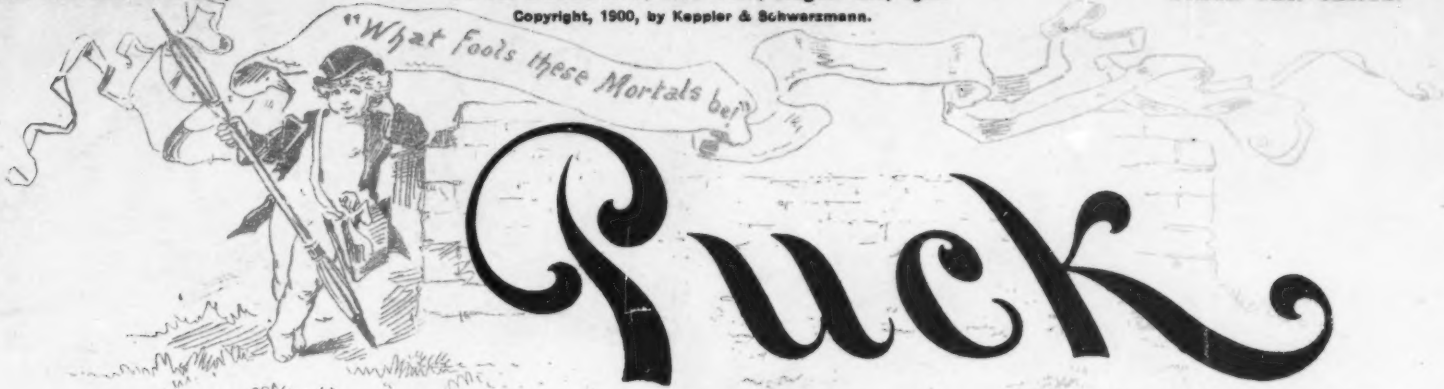 Copyright, 1900, by Keppler & Schwarzmann.
"What Fools these Mortals be!"
Puck